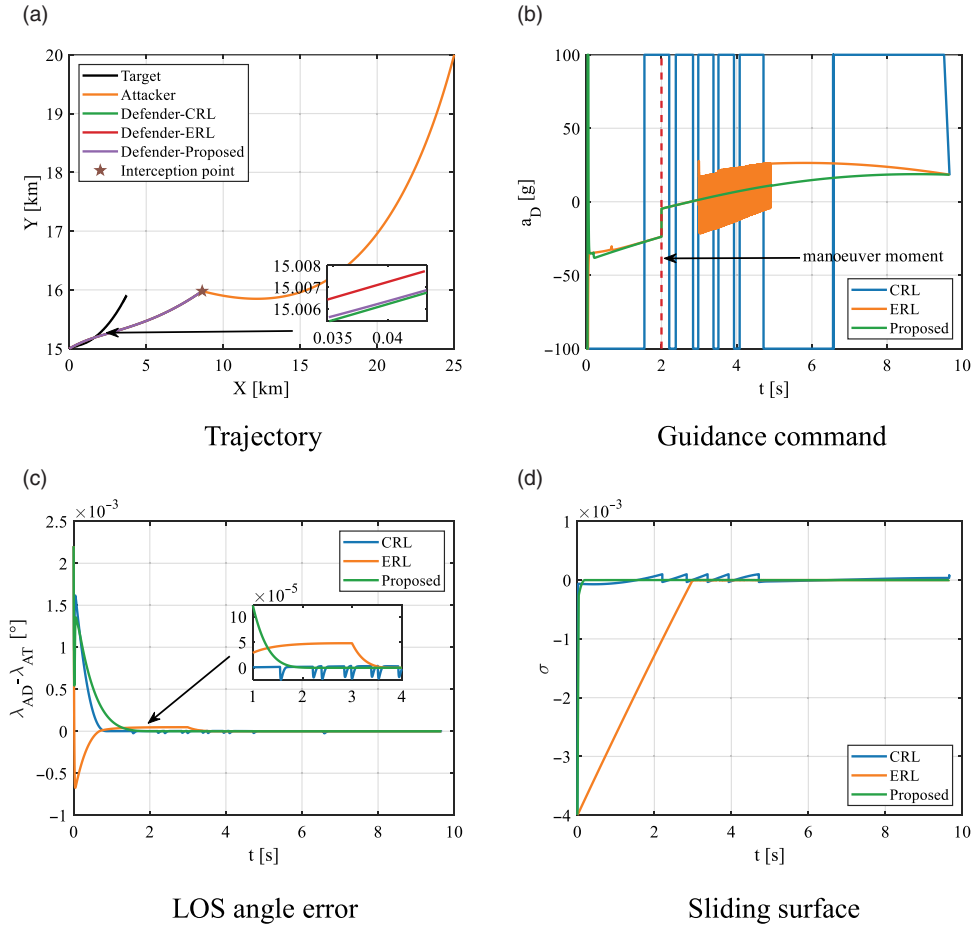 (a)
20
19
18
17
16
15
Y [km]
0
5
10
15
20
25
X [km]
Target
Attacker
Defender-CRL
Defender-ERL
Defender-Proposed
Interception point
15.008
15.007
15.006
0.035
0.04
Trajectory
(b)
100
50
0
−50
−100
a_D [g]
0
2
4
6
8
10
t [s]
manoeuver moment
CRL
ERL
Proposed
Guidance command
(c)
×10⁻³
2.5
2
1.5
1
0.5
0
−0.5
−1
λ_AD-λ_AT [°]
0
2
4
6
8
10
t [s]
CRL
ERL
Proposed
×10⁻⁵
10
5
0
1
2
3
4
LOS angle error
(d)
×10⁻³
1
0
−1
−2
−3
−4
σ
0
2
4
6
8
10
t [s]
CRL
ERL
Proposed
Sliding surface